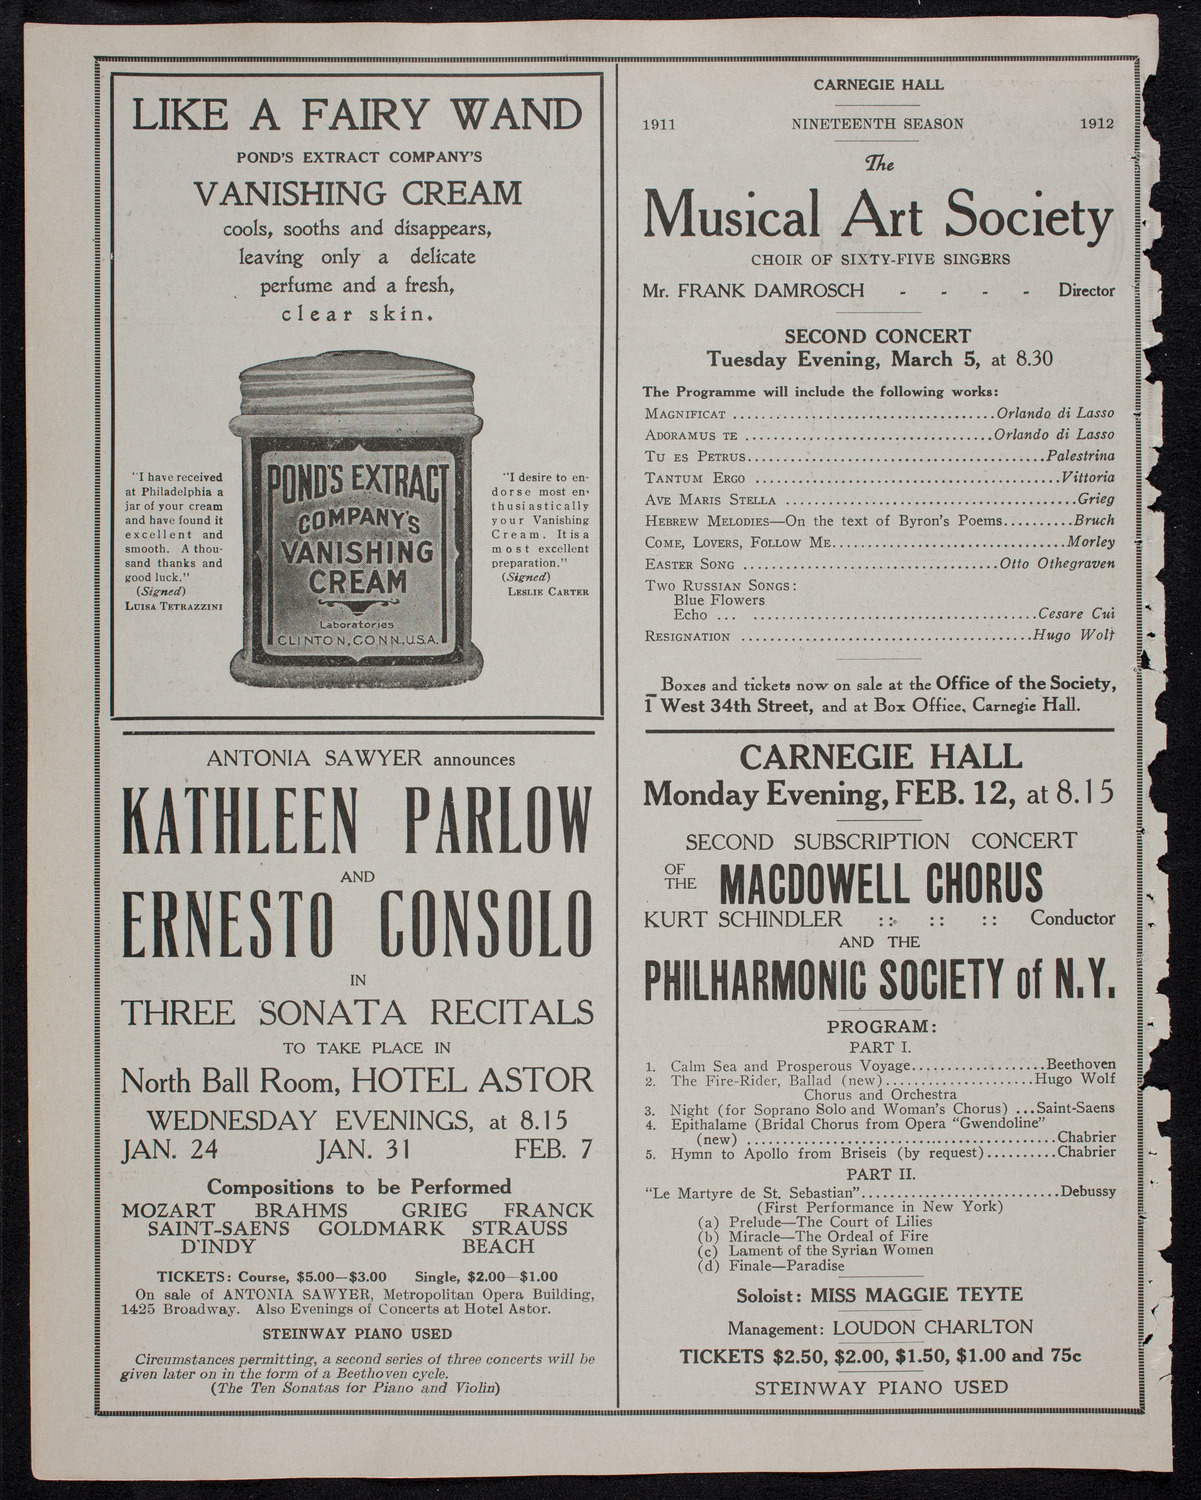 LIKE A FAIRY WAND
POND'S EXTRACT COMPANY'S
VANISHING CREAM
cools, sooths and disappears,
leaving only a delicate
perfume and a fresh,
clear skin.
"I have received
at Philadelphia a
jar of your cream
and have found it
excellent and
smooth. A thou-
sand thanks and
good luck."
(Signed)
LUISA TETRAZZINI
POND'S EXTRACT
COMPANY'S
VANISHING
CREAM
Laboratories
CLINTON, CONN., U.S.A.
"I desire to en-
dorse most en-
thusiastically
your Vanishing
Cream. It is a
most excellent
preparation."
(Signed)
LESLIE CARTER
ANTONIA SAWYER announces
KATHLEEN PARLOW
AND
ERNESTO CONSOLO
IN
THREE SONATA RECITALS
TO TAKE PLACE IN
North Ball Room, HOTEL ASTOR
WEDNESDAY EVENINGS, at 8.15
JAN. 24 JAN. 31 FEB. 7
Compositions to be Performed
MOZART BRAHMS GRIEG FRANCK
SAINT-SAENS GOLDMARK STRAUSS
D'INDY BEACH
TICKETS: Course, $5.00—$3.00 Single, $2.00—$1.00
On sale of ANTONIA SAWYER, Metropolitan Opera Building,
1425 Broadway. Also Evenings of Concerts at Hotel Astor.
STEINWAY PIANO USED
Circumstances permitting, a second series of three concerts will be
given later on in the form of a Beethoven cycle.
(The Ten Sonatas for Piano and Violin)
CARNEGIE HALL
1911 NINETEENTH SEASON 1912
The
Musical Art Society
CHOIR OF SIXTY-FIVE SINGERS
Mr. FRANK DAMROSCH - - - - Director
SECOND CONCERT
Tuesday Evening, March 5, at 8.30
The Programme will include the following works:
MAGNIFICAT ..................................Orlando di Lasso
ADORAMUS TE ..............................Orlando di Lasso
TU ES PETRUS....................................Palestrina
TANTUM ERGO .....................................Vittoria
AVE MARIS STELLA ...................................Grieg
HEBREW MELODIES—On the text of Byron's Poems..........Bruch
COME, LOVERS, FOLLOW ME............................Morley
EASTER SONG ...............................Otto Othegraven
TWO RUSSIAN SONGS:
Blue Flowers
Echo ... ..................................Cesare Cui
RESIGNATION ...................................Hugo Wolf
Boxes and tickets now on sale at the Office of the Society,
1 West 34th Street, and at Box Office, Carnegie Hall.
CARNEGIE HALL
Monday Evening, FEB. 12, at 8.15
SECOND SUBSCRIPTION CONCERT
OF THE MACDOWELL CHORUS
KURT SCHINDLER :: :: :: Conductor
AND THE
PHILHARMONIC SOCIETY of N.Y.
PROGRAM:
PART I.
1. Calm Sea and Prosperous Voyage..................Beethoven
2. The Fire-Rider, Ballad (new)....................Hugo Wolf
Chorus and Orchestra
3. Night (for Soprano Solo and Woman's Chorus) ...Saint-Saens
4. Epithalame (Bridal Chorus from Opera "Gwendoline"
(new) ..........................................Chabrier
5. Hymn to Apollo from Briseis (by request)..........Chabrier
PART II.
"Le Martyre de St. Sebastian"...........................Debussy
(First Performance in New York)
(a) Prelude—The Court of Lilies
(b) Miracle—The Ordeal of Fire
(c) Lament of the Syrian Women
(d) Finale—Paradise
Soloist: MISS MAGGIE TEYTE
Management: LOUDON CHARLTON
TICKETS $2.50, $2.00, $1.50, $1.00 and 75c
STEINWAY PIANO USED